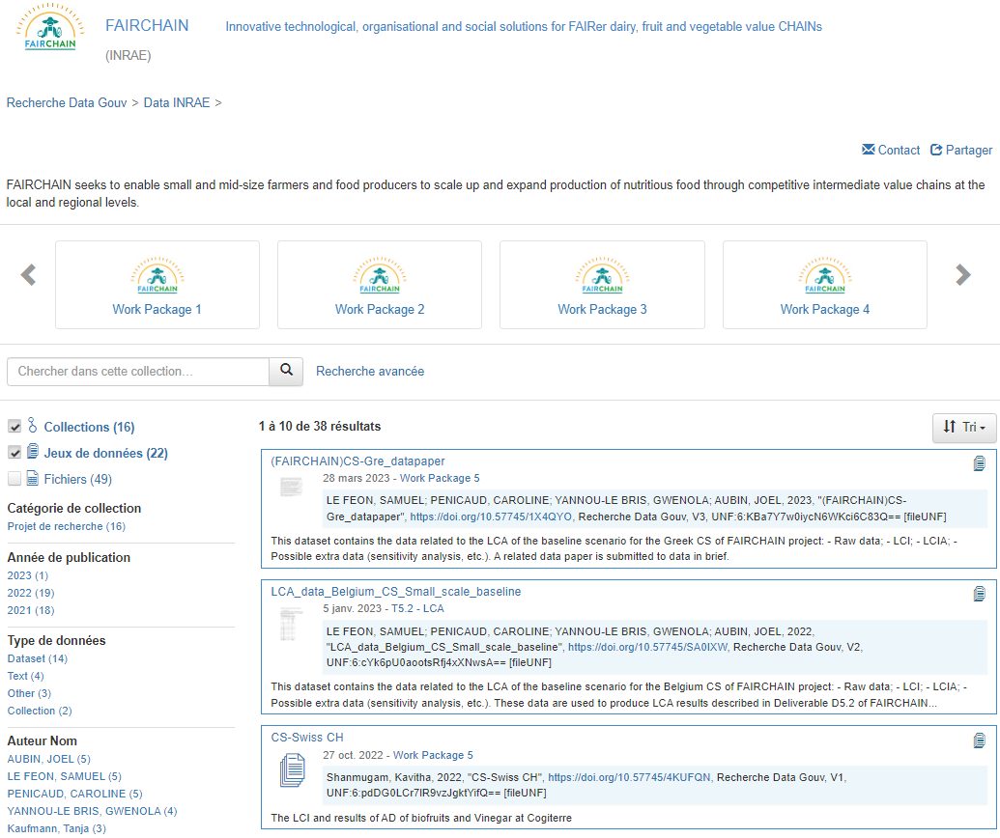 FAIRCHAIN
FAIRCHAIN Innovative technological, organisational and social solutions for FAIRer dairy, fruit and vegetable value CHAINs
(INRAE)
Recherche Data Gouv > Data INRAE >
Contact Partager
FAIRCHAIN seeks to enable small and mid-size farmers and food producers to scale up and expand production of nutritious food through competitive intermediate value chains at the
local and regional levels.
FAIRCHAIN FAIRCHAIN FAIRCHAIN FAIRCHAIN
Work Package 1 Work Package 2 Work Package 3 Work Package 4
Chercher dans cette collection... Recherche avancée
Collections (16)
Jeux de données (22)
Fichiers (49)
Catégorie de collection
Projet de recherche (16)
Année de publication
2023 (1)
2022 (19)
2021 (18)
Type de données
Dataset (14)
Text (4)
Other (3)
Collection (2)
Auteur Nom
AUBIN, JOEL (5)
LE FEON, SAMUEL (5)
PENICAUD, CAROLINE (5)
YANNOU-LE BRIS, GWENOLA (4)
Kaufmann, Tanja (3)
1 à 10 de 38 résultats
Tri
(FAIRCHAIN)CS-Gre_datapaper
28 mars 2023 - Work Package 5
LE FEON, SAMUEL; PENICAUD, CAROLINE; YANNOU-LE BRIS, GWENOLA; AUBIN, JOEL, 2023, "(FAIRCHAIN)CS-
Gre_datapaper", https://doi.org/10.57745/1X4QYO, Recherche Data Gouv, V3, UNF:6:KBa7Y7w0iycN6WKci6C83Q== [fileUNF]
This dataset contains the data related to the LCA of the baseline scenario for the Greek CS of FAIRCHAIN project: - Raw data; - LCI; - LCIA; -
Possible extra data (sensitivity analysis, etc.). A related data paper is submitted to data in brief.
LCA_data_Belgium_CS_Small_scale_baseline
5 janv. 2023 - T5.2 - LCA
LE FEON, SAMUEL; PENICAUD, CAROLINE; YANNOU-LE BRIS, GWENOLA; AUBIN, JOEL, 2022,
"LCA_data_Belgium_CS_Small_scale_baseline", https://doi.org/10.57745/SA0IXW, Recherche Data Gouv, V2,
UNF:6:cYk6pU0aootsRfj4xXNwsA== [fileUNF]
This dataset contains the data related to the LCA of the baseline scenario for the Belgium CS of FAIRCHAIN project: - Raw data; - LCI; - LCIA; -
Possible extra data (sensitivity analysis, etc.). These data are used to produce LCA results described in Deliverable D5.2 of FAIRCHAIN...
CS-Swiss CH
27 oct. 2022 - Work Package 5
Shanmugam, Kavitha, 2022, "CS-Swiss CH", https://doi.org/10.57745/4KUFQN, Recherche Data Gouv, V1,
UNF:6:pdDG0LCr7IR9vzJgktYifQ== [fileUNF]
The LCI and results of AD of biofruits and Vinegar at Cogiterre